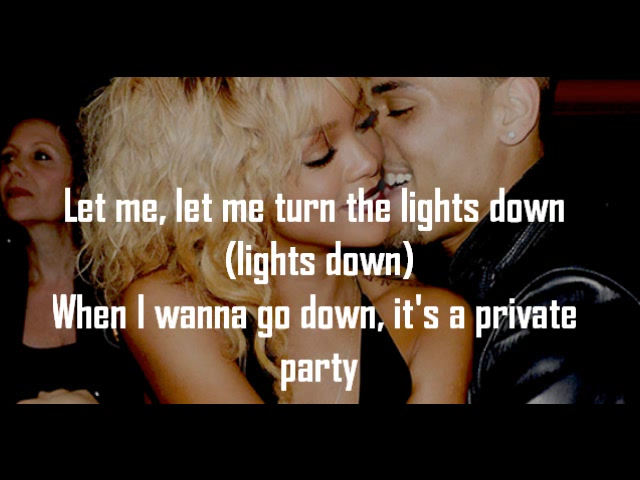 Let me, let me turn the lights down
(lights down)
When I wanna go down, it's a private
party